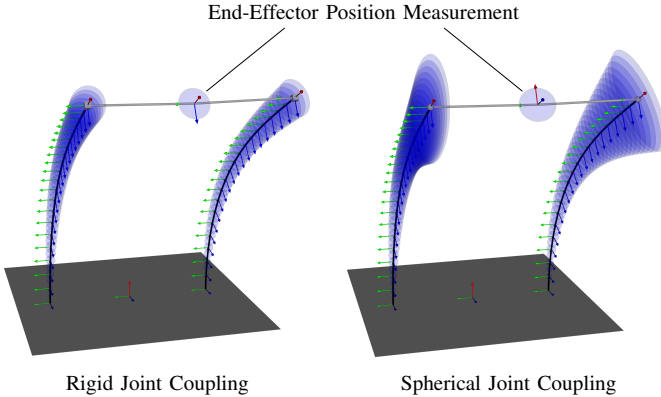 End-Effector Position Measurement
Rigid Joint Coupling
Spherical Joint Coupling